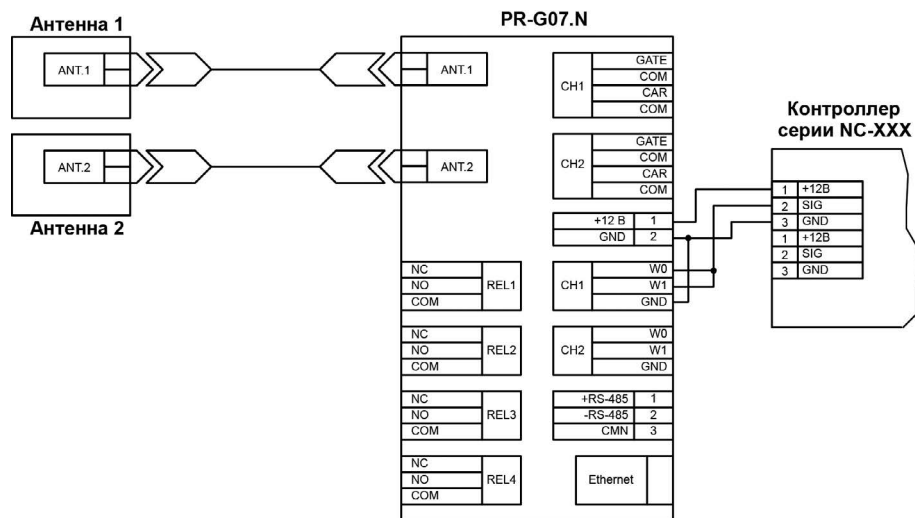 PR-G07.N
Антенна 1
ANT.1
ANT.1
Антенна 2
ANT.2
ANT.2
CH1
GATE
COM
CAR
COM
CH2
GATE
COM
CAR
COM
+12 В 1
GND 2
REL1
NC
NO
COM
CH1
W0
W1
GND
REL2
NC
NO
COM
CH2
W0
W1
GND
REL3
NC
NO
COM
+RS-485 1
-RS-485 2
CMN 3
REL4
NC
NO
COM
Ethernet
Контроллер
серии NC-XXX
1 +12В
2 SIG
3 GND
1 +12В
2 SIG
3 GND